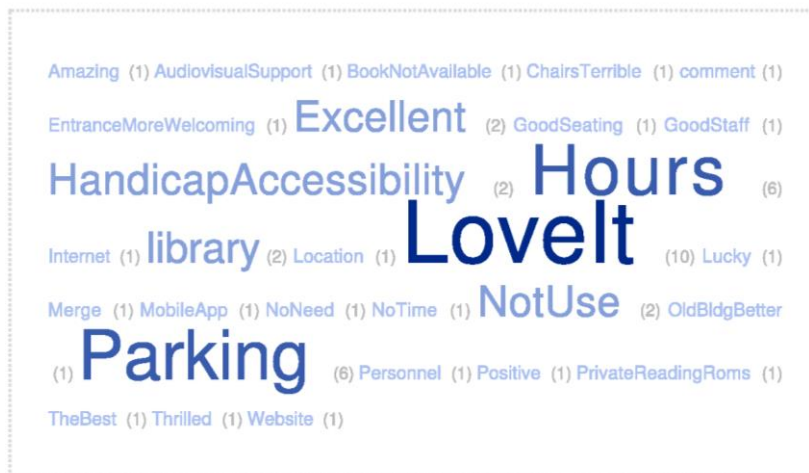 Amazing (1) AudiovisualSupport (1) BookNotAvailable (1) ChairsTerrible (1) comment (1)
EntranceMoreWelcoming (1) Excellent (2) GoodSeating (1) GoodStaff (1)
HandicapAccessibility (2) Hours (6)
Internet (1) library (2) Location (1) LoveIt (10) Lucky (1)
Merge (1) MobileApp (1) NoNeed (1) NoTime (1) NotUse (2) OldBldgBetter
(1) Parking (6) Personnel (1) Positive (1) PrivateReadingRoms (1)
TheBest (1) Thrilled (1) Website (1)